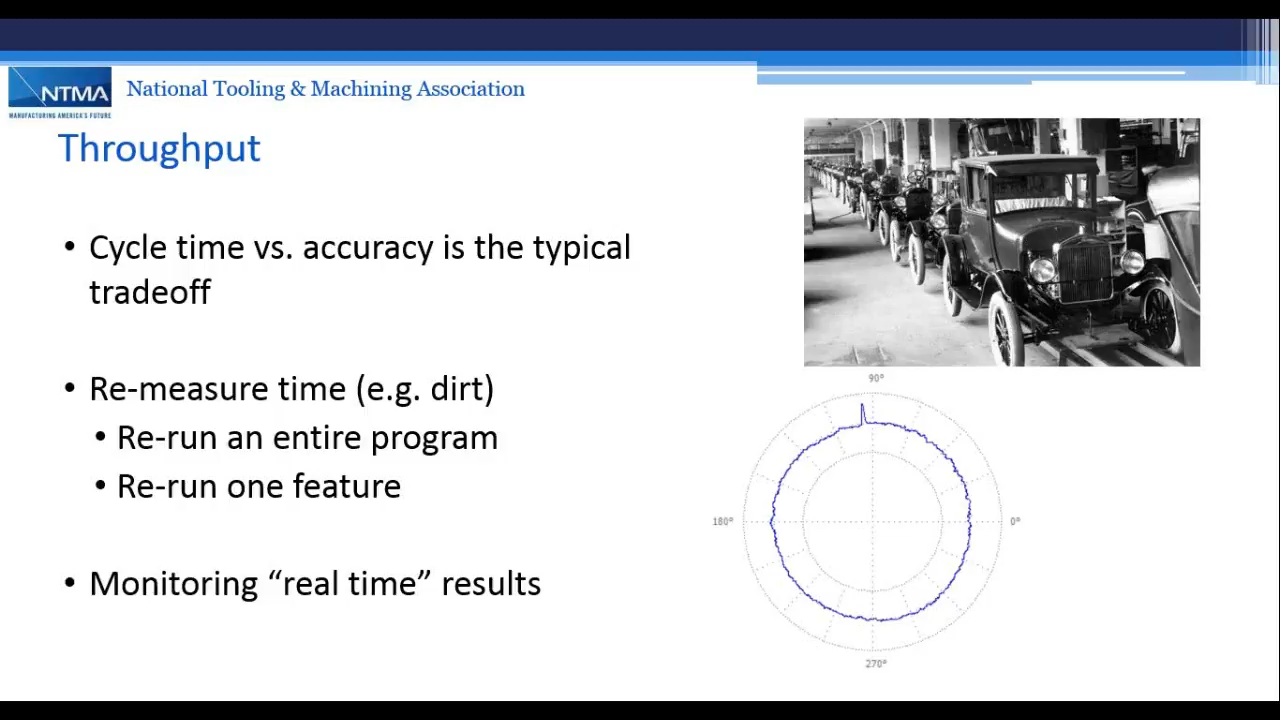 NTMA
MANUFACTURING AMERICA'S FUTURE
National Tooling & Machining Association
Throughput
• Cycle time vs. accuracy is the typical
tradeoff
• Re-measure time (e.g. dirt)
• Re-run an entire program
• Re-run one feature
• Monitoring “real time” results
90°
180°
0°
270°